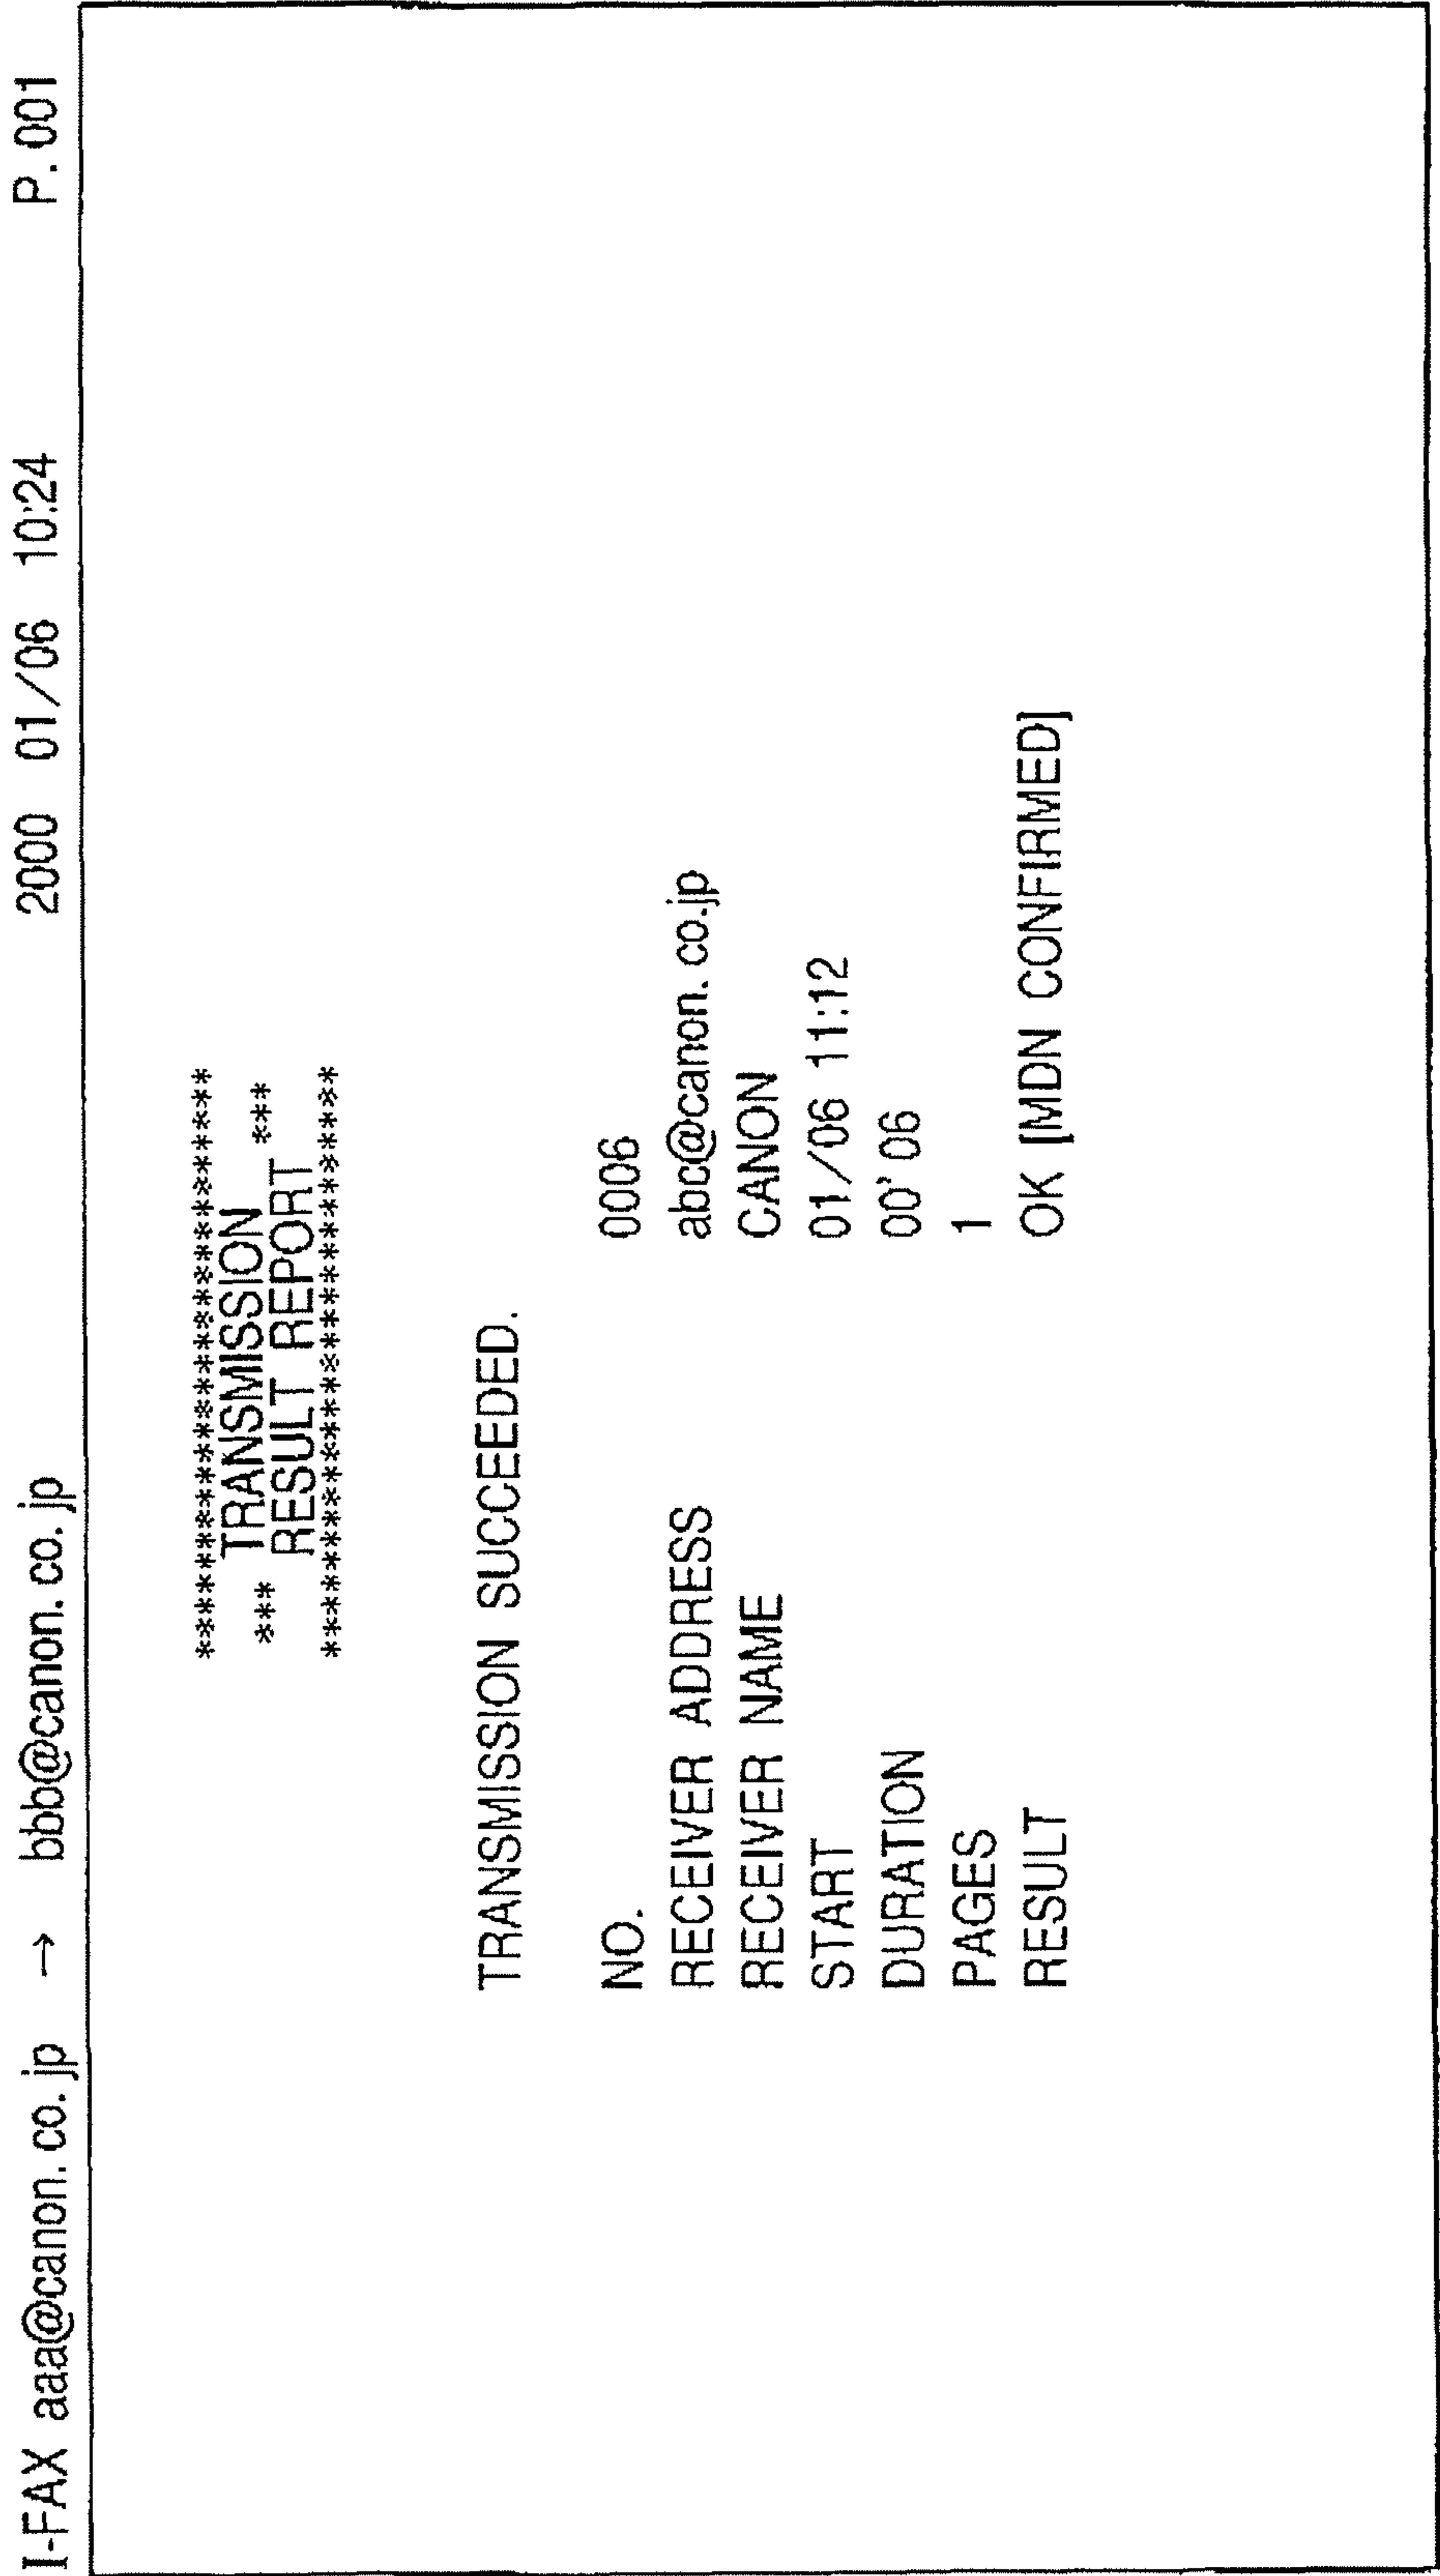 I-FAX aaa@canon. co. jp → bbb@canon. co. jp 2000 01/06 10:24 P. 001
*********************************
TRANSMISSION
*** ***
RESULT REPORT
*********************************
TRANSMISSION SUCCEEDED.
NO. 0006
RECEIVER ADDRESS abc@canon. co.jp
RECEIVER NAME CANON
START 01/06 11:12
DURATION 00' 06
PAGES 1
RESULT OK [MDN CONFIRMED]